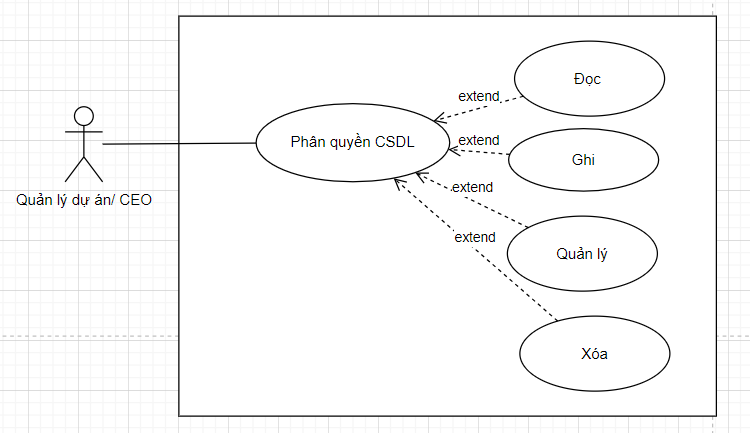 Đọc
extend
Phân quyền CSDL
extend
Ghi
Quản lý dự án/ CEO
extend
extend
Quản lý
Xóa